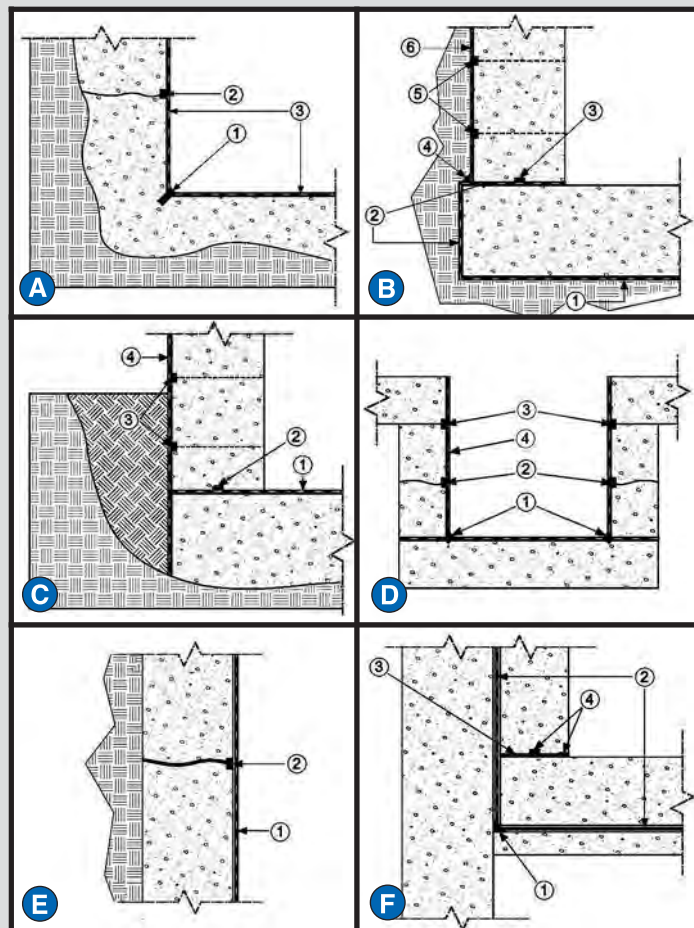 ② ③ ①
A
⑥ ⑤ ③ ④ ② ①
B
④ ③ ② ①
C
③ ④ ② ①
D
② ①
E
③ ② ④ ①
F